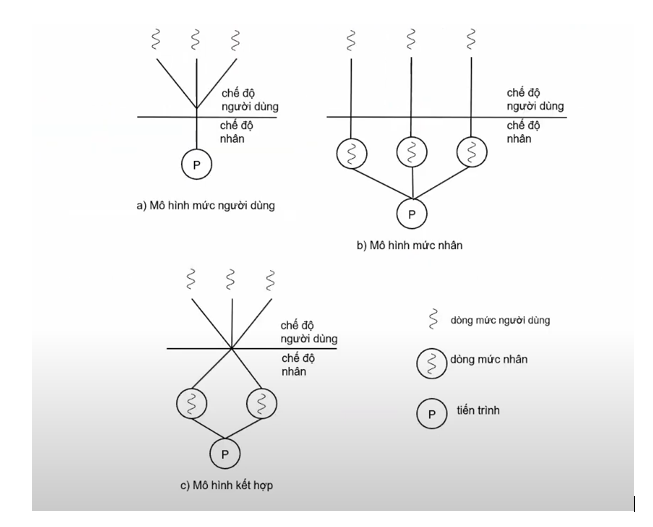 chế độ
người dùng
chế độ
nhân
P
a) Mô hình mức người dùng
chế độ
người dùng
chế độ
nhân
P
b) Mô hình mức nhân
chế độ
người dùng
chế độ
nhân
P
c) Mô hình kết hợp
dòng mức người dùng
dòng mức nhân
P
tiến trình